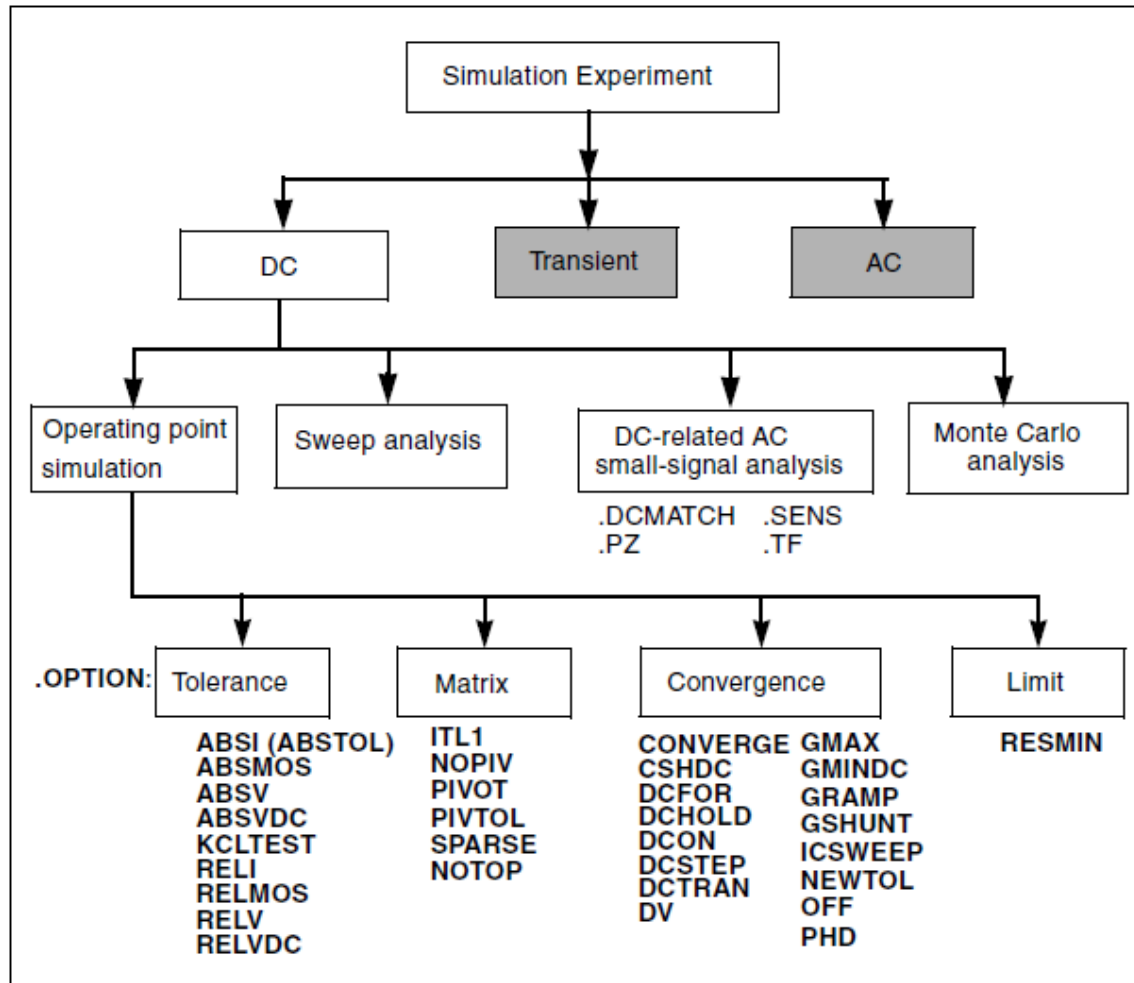 Simulation Experiment
DC
Transient
AC
Operating point
simulation
Sweep analysis
DC-related AC
small-signal analysis
Monte Carlo
analysis
.DCMATCH .SENS
.PZ .TF
.OPTION:
Tolerance
ABSI (ABSTOL)
ABSMOS
ABSV
ABSVDC
KCLTEST
RELI
RELMOS
RELV
RELVDC
Matrix
ITL1
NOPIV
PIVOT
PIVTOL
SPARSE
NOTOP
Convergence
CONVERGE
CSHDC
DCFOR
DCHOLD
DCON
DCSTEP
DCTRAN
DV
GMAX
GMINDC
GRAMP
GSHUNT
ICSWEEP
NEWTOL
OFF
PHD
Limit
RESMIN